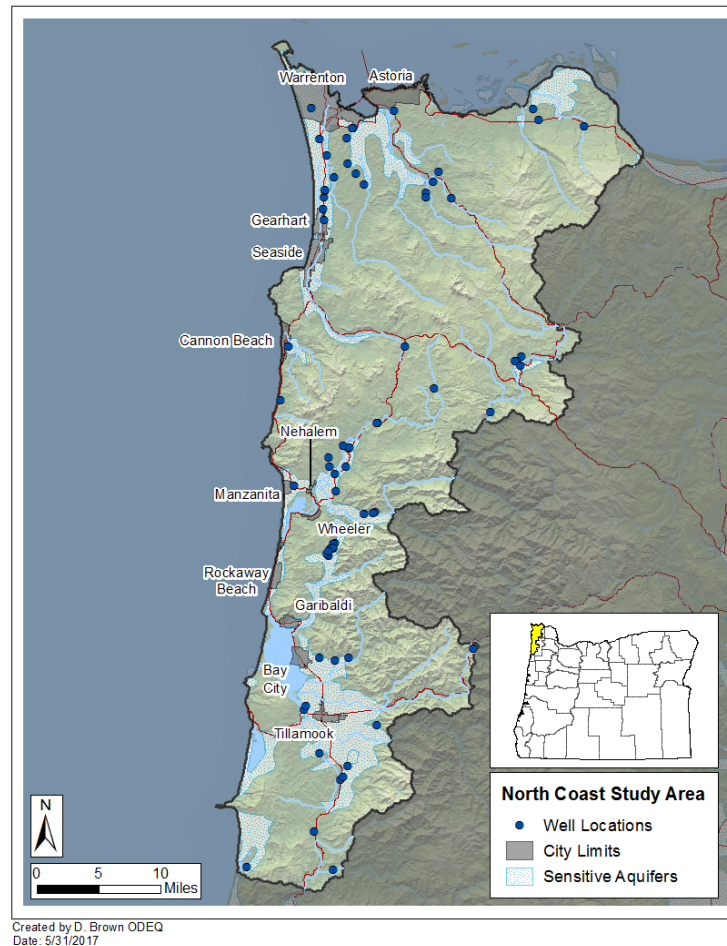 Warrenton
Astoria
Gearhart
Seaside
Cannon Beach
Nehalem
Manzanita
Wheeler
Rockaway
Beach
Garibaldi
Bay
City
Tillamook
North Coast Study Area
Well Locations
City Limits
Sensitive Aquifers
N
0 5 10
Miles
Created by D. Brown ODEQ
Date: 5/31/2017